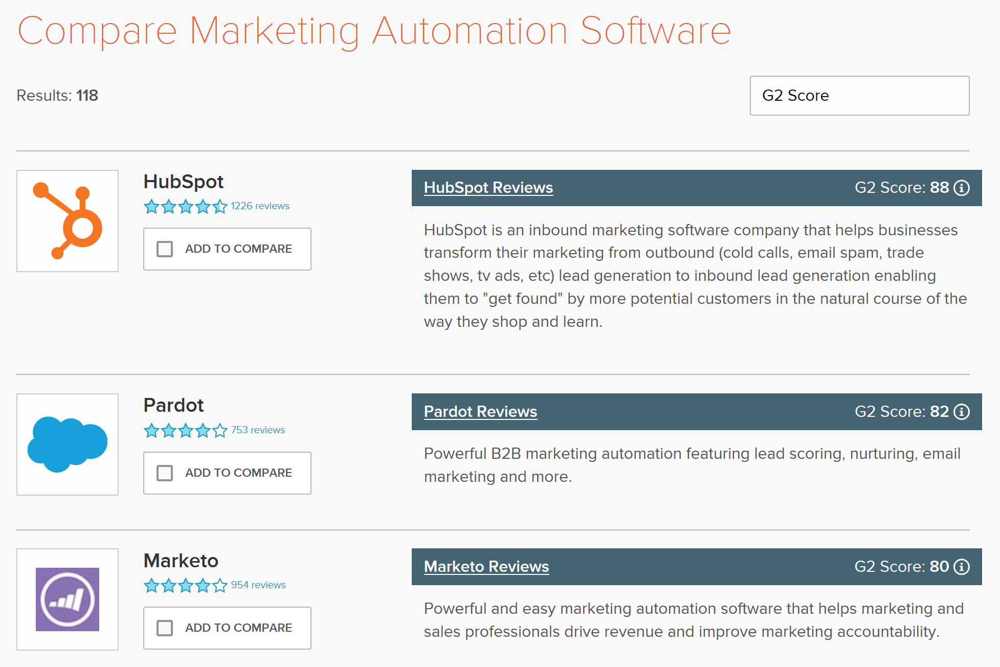 Compare Marketing Automation Software
Results: 118
G2 Score
HubSpot
1226 reviews
ADD TO COMPARE
HubSpot Reviews
G2 Score: 88
HubSpot is an inbound marketing software company that helps businesses
transform their marketing from outbound (cold calls, email spam, trade
shows, tv ads, etc) lead generation to inbound lead generation enabling
them to "get found" by more potential customers in the natural course of the
way they shop and learn.
Pardot
753 reviews
ADD TO COMPARE
Pardot Reviews
G2 Score: 82
Powerful B2B marketing automation featuring lead scoring, nurturing, email
marketing and more.
Marketo
954 reviews
ADD TO COMPARE
Marketo Reviews
G2 Score: 80
Powerful and easy marketing automation software that helps marketing and
sales professionals drive revenue and improve marketing accountability.